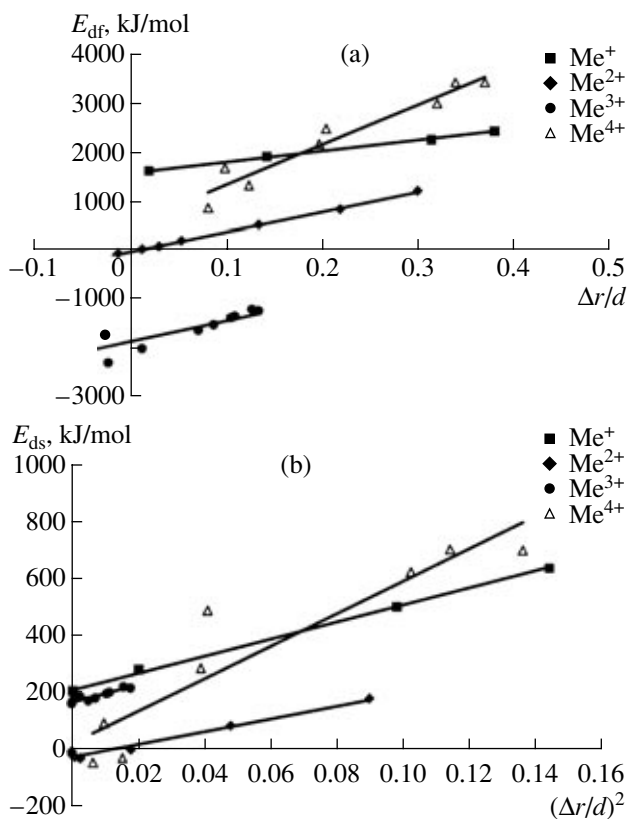 E_df, kJ/mol
4000
(a)
Me⁺
Me²⁺
Me³⁺
Me⁴⁺
3000
2000
1000
−0.1
0
0.1
0.2
0.3
0.4
0.5
Δr/d
−1000
−3000
E_ds, kJ/mol
1000
(b)
Me⁺
Me²⁺
Me³⁺
Me⁴⁺
800
600
400
200
0
0.02
0.04
0.06
0.08
0.10
0.12
0.14
0.16
−200
(Δr/d)²